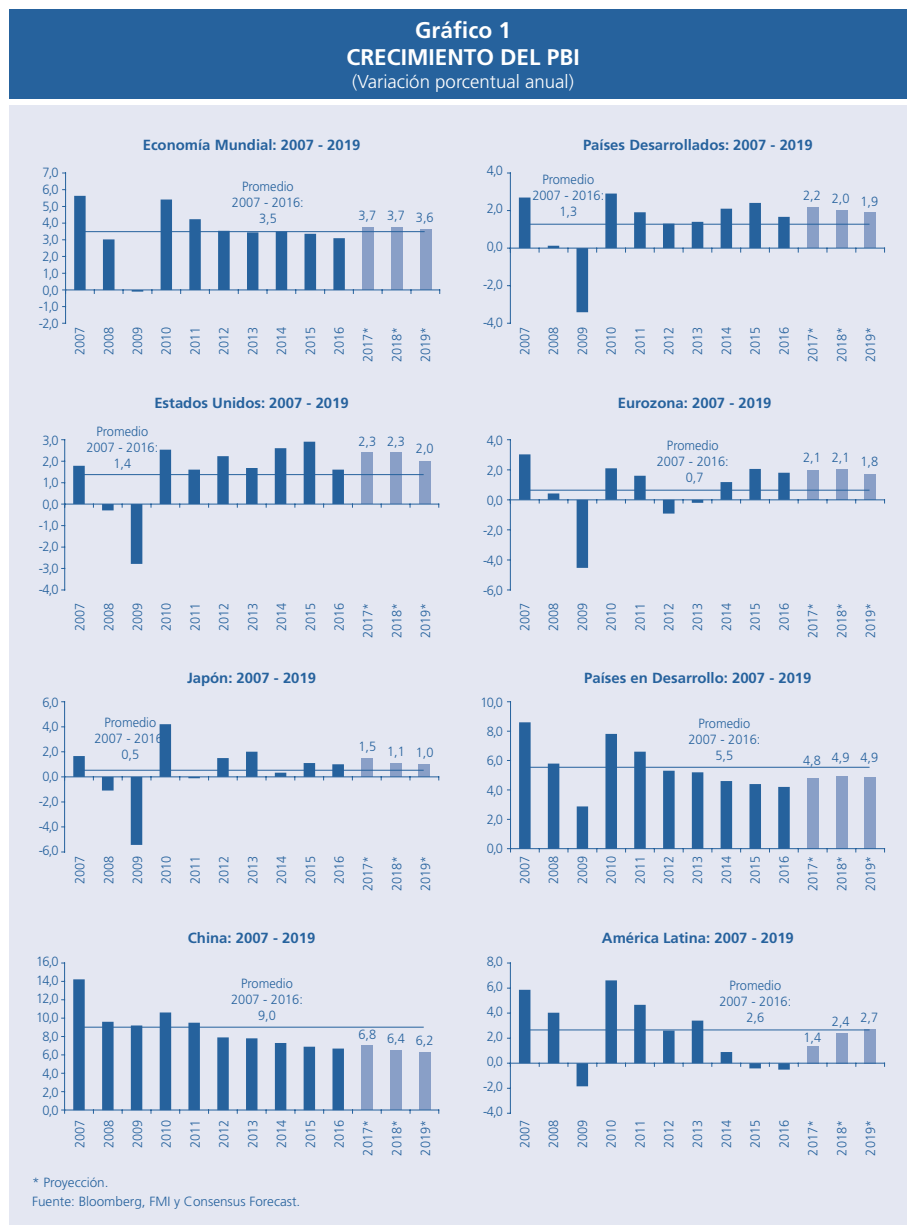 Gráfico 1
CRECIMIENTO DEL PBI
(Variación porcentual anual)
Economía Mundial: 2007 - 2019
7,0
6,0
5,0
4,0
3,0
2,0
1,0
0,0
-1,0
-2,0
Promedio
2007 - 2016:
3,5
3,7 3,7 3,6
2007 2008 2009 2010 2011 2012 2013 2014 2015 2016 2017* 2018* 2019*
Países Desarrollados: 2007 - 2019
4,0
2,0
0,0
-2,0
-4,0
Promedio
2007 - 2016:
1,3
2,2 2,0 1,9
2007 2008 2009 2010 2011 2012 2013 2014 2015 2016 2017* 2018* 2019*
Estados Unidos: 2007 - 2019
3,0
2,0
1,0
0,0
-1,0
-2,0
-3,0
-4,0
Promedio
2007 - 2016:
1,4
2,3 2,3 2,0
2007 2008 2009 2010 2011 2012 2013 2014 2015 2016 2017* 2018* 2019*
Eurozona: 2007 - 2019
4,0
2,0
0,0
-2,0
-4,0
-6,0
Promedio
2007 - 2016:
0,7
2,1 2,1 1,8
2007 2008 2009 2010 2011 2012 2013 2014 2015 2016 2017* 2018* 2019*
Japón: 2007 - 2019
6,0
4,0
2,0
0,0
-2,0
-4,0
-6,0
Promedio
2007 - 2016
0,5
1,5 1,1 1,0
2007 2008 2009 2010 2011 2012 2013 2014 2015 2016 2017* 2018* 2019*
Países en Desarrollo: 2007 - 2019
10,0
8,0
6,0
4,0
2,0
0,0
Promedio
2007 - 2016:
5,5
4,8 4,9 4,9
2007 2008 2009 2010 2011 2012 2013 2014 2015 2016 2017* 2018* 2019*
China: 2007 - 2019
16,0
14,0
12,0
10,0
8,0
6,0
4,0
2,0
0,0
Promedio
2007 - 2016:
9,0
6,8 6,4 6,2
2007 2008 2009 2010 2011 2012 2013 2014 2015 2016 2017* 2018* 2019*
América Latina: 2007 - 2019
8,0
6,0
4,0
2,0
0,0
-2,0
-4,0
Promedio
2007 - 2016:
2,6
1,4 2,4 2,7
2007 2008 2009 2010 2011 2012 2013 2014 2015 2016 2017* 2018* 2019*
* Proyección.
Fuente: Bloomberg, FMI y Consensus Forecast.